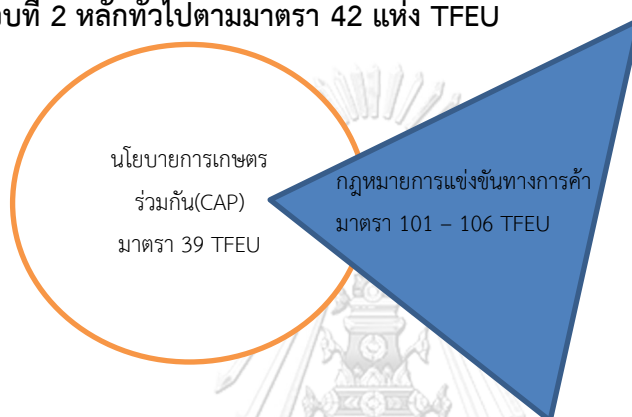 บที่ 2 หลักทั่วไปตามมาตรา 42 แห่ง TFEU
นโยบายการเกษตร
ร่วมกัน(CAP)
มาตรา 39 TFEU
กฎหมายการแข่งขันทางการค้า
มาตรา 101 – 106 TFEU